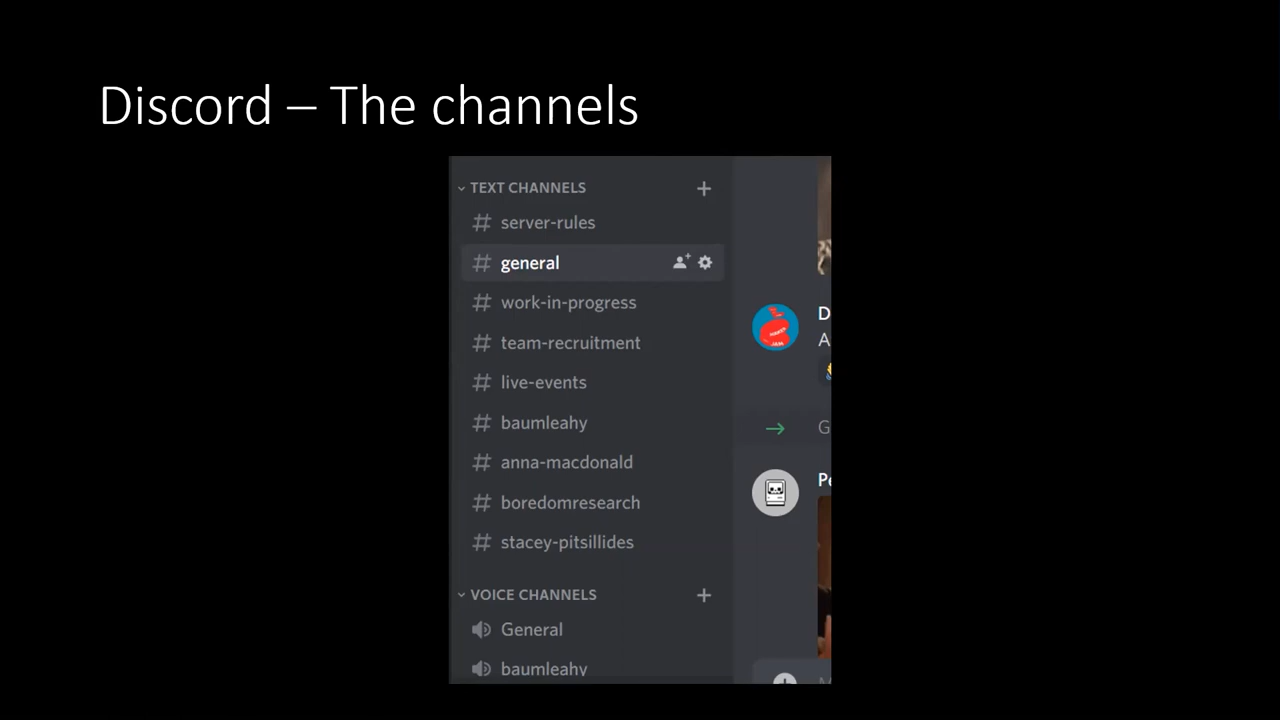 Discord – The channels
TEXT CHANNELS
server-rules
general
work-in-progress
team-recruitment
live-events
baumleahy
anna-macdonald
boredomresearch
stacey-pitsillides
VOICE CHANNELS
General
baumleahy
D
A
G